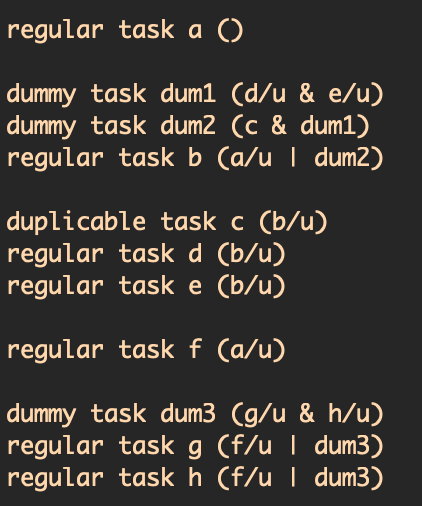 regular task a ()
dummy task dum1 (d/u & e/u)
dummy task dum2 (c & dum1)
regular task b (a/u | dum2)
duplicable task c (b/u)
regular task d (b/u)
regular task e (b/u)
regular task f (a/u)
dummy task dum3 (g/u & h/u)
regular task g (f/u | dum3)
regular task h (f/u | dum3)